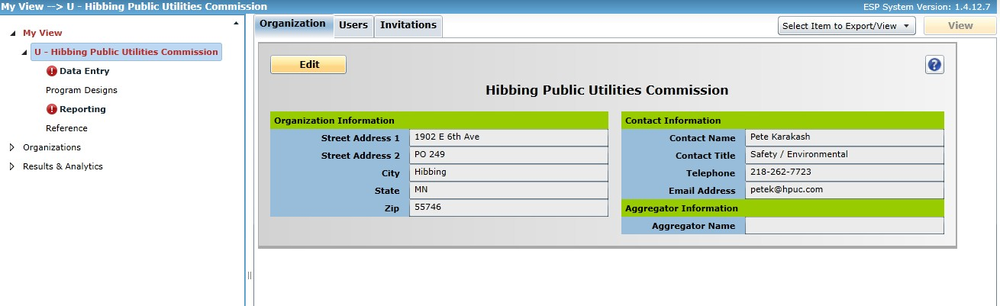 My View --> U - Hibbing Public Utilities Commission
ESP System Version: 1.4.12.7
My View
U - Hibbing Public Utilities Commission
Data Entry
Program Designs
Reporting
Reference
Organizations
Results & Analytics
Organization Users Invitations
Select Item to Export/View View
Edit ?
Hibbing Public Utilities Commission
Organization Information
Street Address 1 1902 E 6th Ave
Street Address 2 PO 249
City Hibbing
State MN
Zip 55746
Contact Information
Contact Name Pete Karakash
Contact Title Safety / Environmental
Telephone 218-262-7723
Email Address petek@hpuc.com
Aggregator Information
Aggregator Name